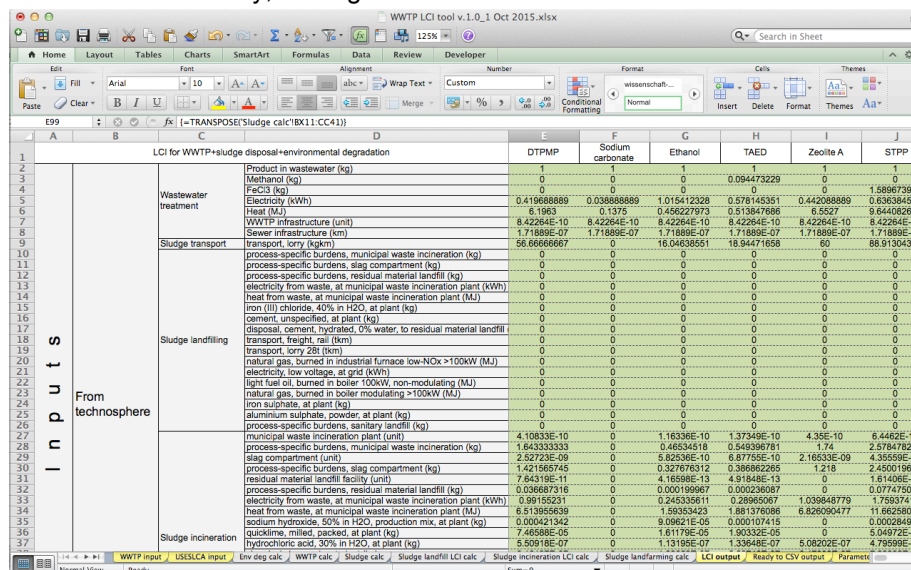 WWTP LCI tool v.1.0_1 Oct 2015.xlsx
125%
Search in Sheet
Home Layout Tables Charts SmartArt Formulas Data Review Developer
Edit Font Alignment Number Format Cells Themes
Fill Arial 10 A A abc Wrap Text Custom wissenschaft-... Aa
Paste Clear B I U A Merge % Conditional Formatting Normal Insert Delete Format Themes Aa
E99 fx {=TRANSPOSE('Sludge calc'!BX11:CC41)}
A B C D E F G H I J
1 LCI for WWTP+sludge disposal+environmental degradation DTPMP Sodium carbonate Ethanol TAED Zeolite A STPP
2 Product in wastewater (kg) 1 1 1 1 1 1
3 Methanol (kg) 0 0 0 0.094473229 0 0
4 FeCl3 (kg) 0 0 0 0 0 1.5896739
Wastewater treatment
5 Electricity (kWh) 0.419688889 0.038888889 1.015412328 0.578145351 0.442088889 0.6363845
6 Heat (MJ) 6.1963 0.1375 0.456227973 0.513847686 6.5527 9.6440826
7 WWTP infrastructure (unit) 8.42264E-10 8.42264E-10 8.42264E-10 8.42264E-10 8.42264E-10 8.42264E-
8 Sewer infrastructure (km) 1.71889E-07 1.71889E-07 1.71889E-07 1.71889E-07 1.71889E-07 1.71889E-
9 Sludge transport transport, lorry (kgkm) 56.66666667 0 16.04638551 18.94471658 60 88.913043
10 process-specific burdens, municipal waste incineration (kg) 0 0 0 0 0 0
11 process-specific burdens, slag compartment (kg) 0 0 0 0 0 0
12 process-specific burdens, residual material landfill (kg) 0 0 0 0 0 0
13 electricity from waste, at municipal waste incineration plant (kWh) 0 0 0 0 0 0
14 heat from waste, at municipal waste incineration plant (MJ) 0 0 0 0 0 0
15 iron (III) chloride, 40% in H2O, at plant (kg) 0 0 0 0 0 0
16 cement, unspecified, at plant (kg) 0 0 0 0 0 0
17 disposal, cement, hydrated, 0% water, to residual material landfill 0 0 0 0 0 0
18 Sludge landfilling transport, freight, rail (tkm) 0 0 0 0 0 0
19 transport, lorry 28t (tkm) 0 0 0 0 0 0
20 natural gas, burned in industrial furnace low-NOx >100kW (MJ) 0 0 0 0 0 0
21 electricity, low voltage, at grid (kWh) 0 0 0 0 0 0
22 light fuel oil, burned in boiler 100kW, non-modulating (MJ) 0 0 0 0 0 0
23 natural gas, burned in boiler modulating >100kW (MJ) 0 0 0 0 0 0
Inputs
From technosphere
24 iron sulphate, at plant (kg) 0 0 0 0 0 0
25 aluminium sulphate, powder, at plant (kg) 0 0 0 0 0 0
26 process-specific burdens, sanitary landfill (kg) 0 0 0 0 0 0
27 municipal waste incineration plant (unit) 4.10833E-10 0 1.16336E-10 1.37349E-10 4.35E-10 6.4462E-
28 process-specific burdens, municipal waste incineration (kg) 1.643333333 0 0.46534518 0.549396781 1.74 2.5784782
29 slag compartment (unit) 2.52723E-09 0 5.82536E-10 6.87755E-10 2.16533E-09 4.35559E-
30 process-specific burdens, slag compartment (kg) 1.421565745 0 0.327676312 0.386862265 1.218 2.4500196
31 residual material landfill facility (unit) 7.64319E-11 0 4.16598E-13 4.91848E-13 0 1.61406E-
32 process-specific burdens, residual material landfill (kg) 0.036687316 0 0.000199967 0.000236087 0 0.0774750
33 electricity from waste, at municipal waste incineration plant (kWh) 0.99155231 0 0.245335611 0.28965067 1.039848779 1.759374
34 heat from waste, at municipal waste incineration plant (MJ) 6.513955639 0 1.59353423 1.881376086 6.826090477 11.662580
35 sodium hydroxide, 50% in H2O, production mix, at plant (kg) 0.000421342 0 9.09621E-05 0.000107415 0 0.0002849
36 Sludge incineration quicklime, milled, packed, at plant (kg) 7.46588E-05 0 1.61179E-05 1.90332E-05 0 5.04972E-
37 hydrochloric acid, 30% in H2O, at plant (kg) 5.50918E-07 0 1.13195E-07 1.33648E-07 5.08202E-07 4.79599E-
WWTP input USESLCA input Env deg calc WWTP calc Sludge calc Sludge landfill LCI calc Sludge incineration LCI calc Sludge landfarming calc LCI output Ready to CSV output Paramete
Normal View Ready Sum=0